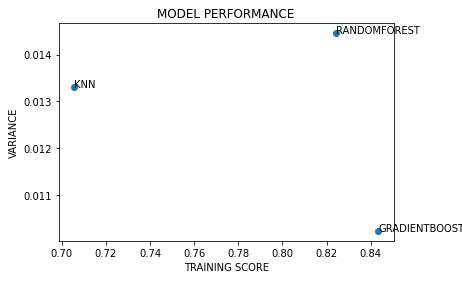 MODEL PERFORMANCE
RANDOMFOREST
0.014
KNN
0.013
VARIANCE
0.012
0.011
GRADIENTBOOST
0.70 0.72 0.74 0.76 0.78 0.80 0.82 0.84
TRAINING SCORE